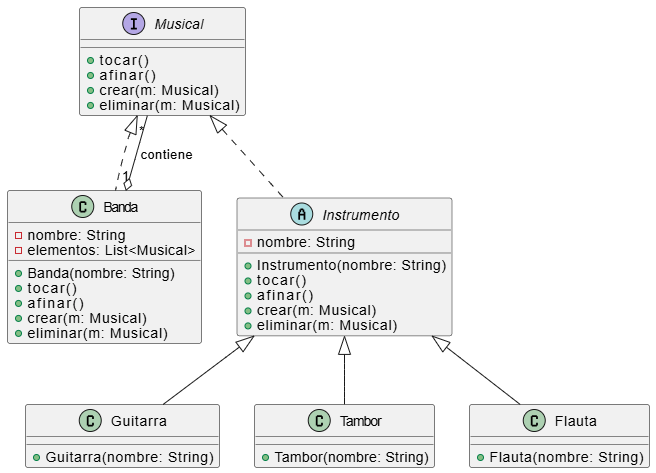 I Musical
tocar()
afinar()
crear(m: Musical)
eliminar(m: Musical)
*
contiene
1
C Banda
nombre: String
elementos: List<Musical>
Banda(nombre: String)
tocar()
afinar()
crear(m: Musical)
eliminar(m: Musical)
A Instrumento
nombre: String
Instrumento(nombre: String)
tocar()
afinar()
crear(m: Musical)
eliminar(m: Musical)
C Guitarra
Guitarra(nombre: String)
C Tambor
Tambor(nombre: String)
C Flauta
Flauta(nombre: String)